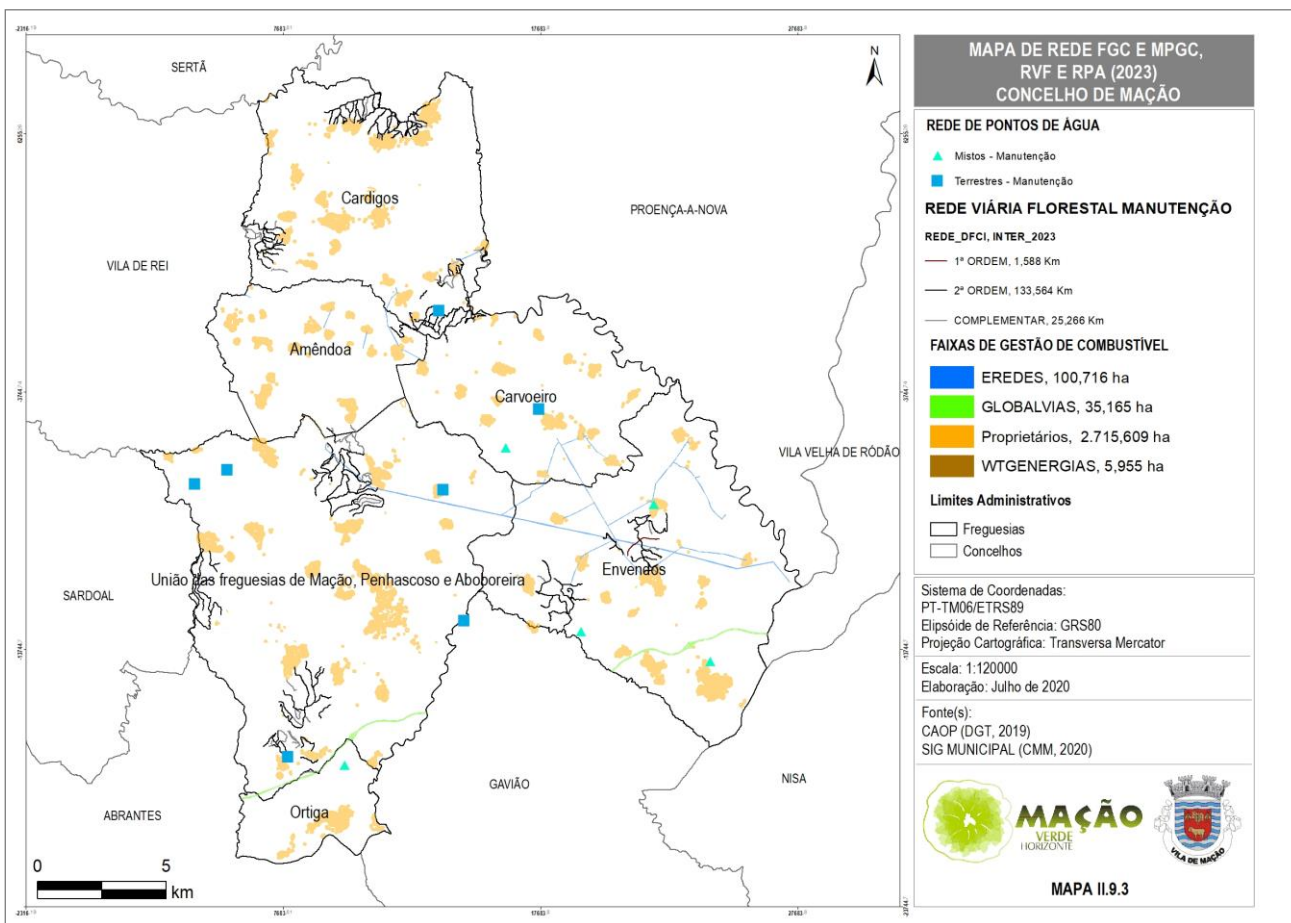 MAPA DE REDE FGC E MPGC,
RVF E RPA (2023)
CONCELHO DE MAÇÃO
REDE DE PONTOS DE ÁGUA
Mistos - Manutenção
Terrestres - Manutenção
REDE VIÁRIA FLORESTAL MANUTENÇÃO
REDE_DFCI, INTER_2023
1ª ORDEM, 1,588 Km
2ª ORDEM, 133,564 Km
COMPLEMENTAR, 25,266 Km
FAIXAS DE GESTÃO DE COMBUSTÍVEL
EREDES, 100,716 ha
GLOBALVIAS, 35,165 ha
Proprietários, 2.715,609 ha
WTGENERGIAS, 5,955 ha
Limites Administrativos
Freguesias
Concelhos
Sistema de Coordenadas:
PT-TM06/ETRS89
Elipsóide de Referência: GRS80
Projeção Cartográfica: Transversa Mercator
Escala: 1:120000
Elaboração: Julho de 2020
Fonte(s):
CAOP (DGT, 2019)
SIG MUNICIPAL (CMM, 2020)
MAÇÃO
VERDE
HORIZONTE
VILA DE MAÇÃO
MAPA II.9.3
N
SERTÃ
Cardigos
PROENÇA-A-NOVA
VILA DE REI
Amêndoa
Carvoeiro
VILA VELHA DE RÓDÃO
Envendos
União das freguesias de Mação, Penhascoso e Aboboreira
SARDOAL
NISA
GAVIÃO
ABRANTES
Ortiga
0 5
km